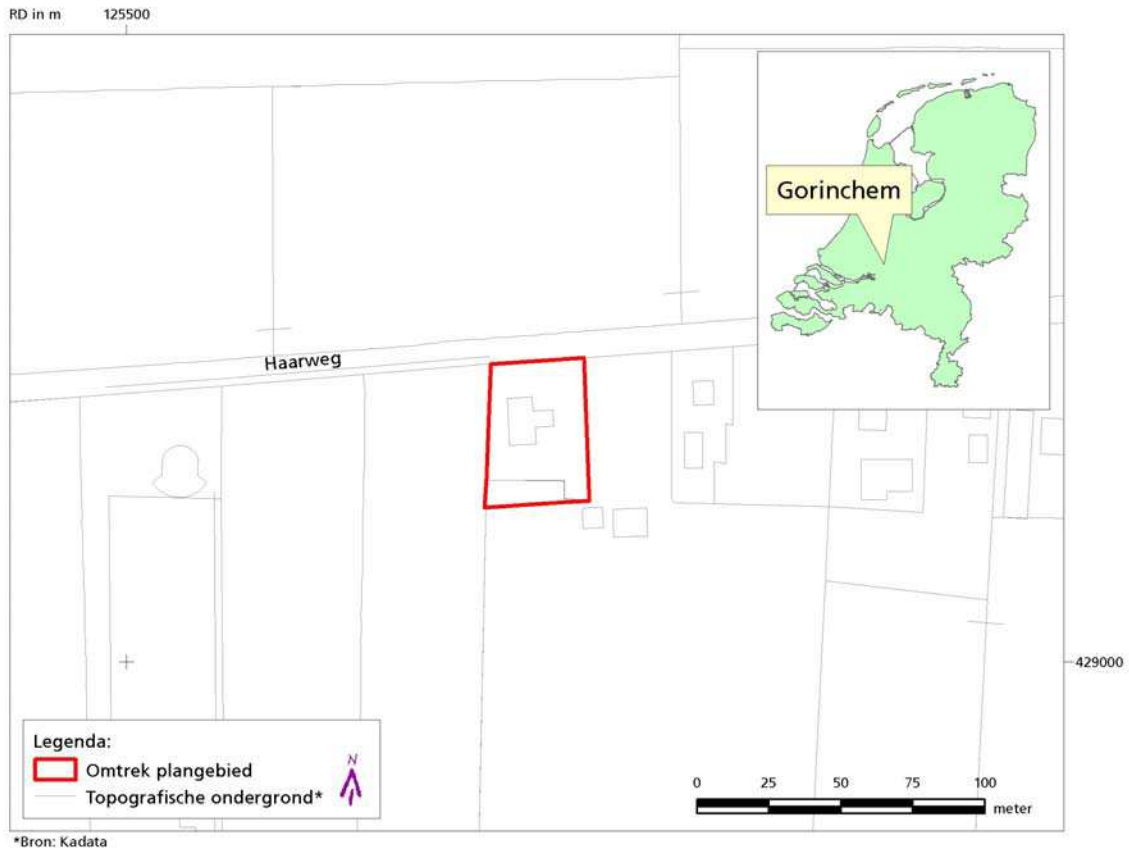 RD in m 125500
Gorinchem
Haarweg
429000
Legenda:
Omtrek plangebied
Topografische ondergrond*
N
0 25 50 75 100
meter
*Bron: Kadata